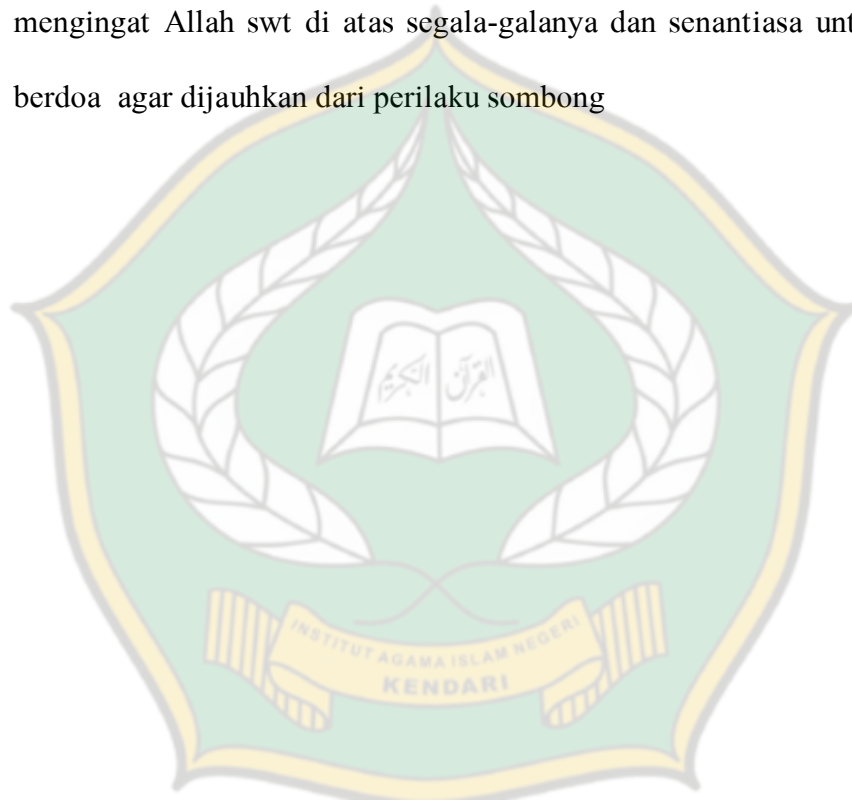 mengingat Allah swt di atas segala-galanya dan senantiasa unt
berdoa  agar dijauhkan dari perilaku sombong
القرآن الكريم
INSTITUT AGAMA ISLAM NEGERI
KENDARI